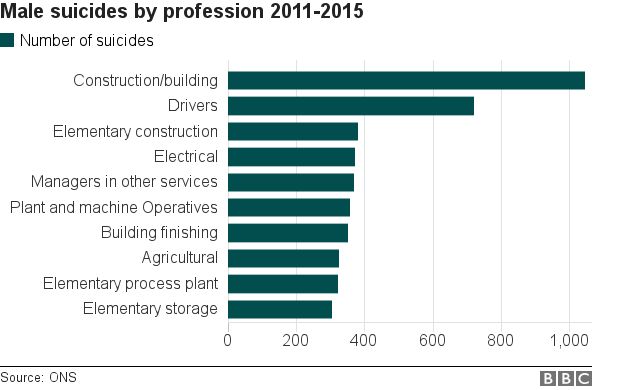 Male suicides by profession 2011-2015
Number of suicides
Construction/building
Drivers
Elementary construction
Electrical
Managers in other services
Plant and machine Operatives
Building finishing
Agricultural
Elementary process plant
Elementary storage
0 200 400 600 800 1,000
Source: ONS BBC